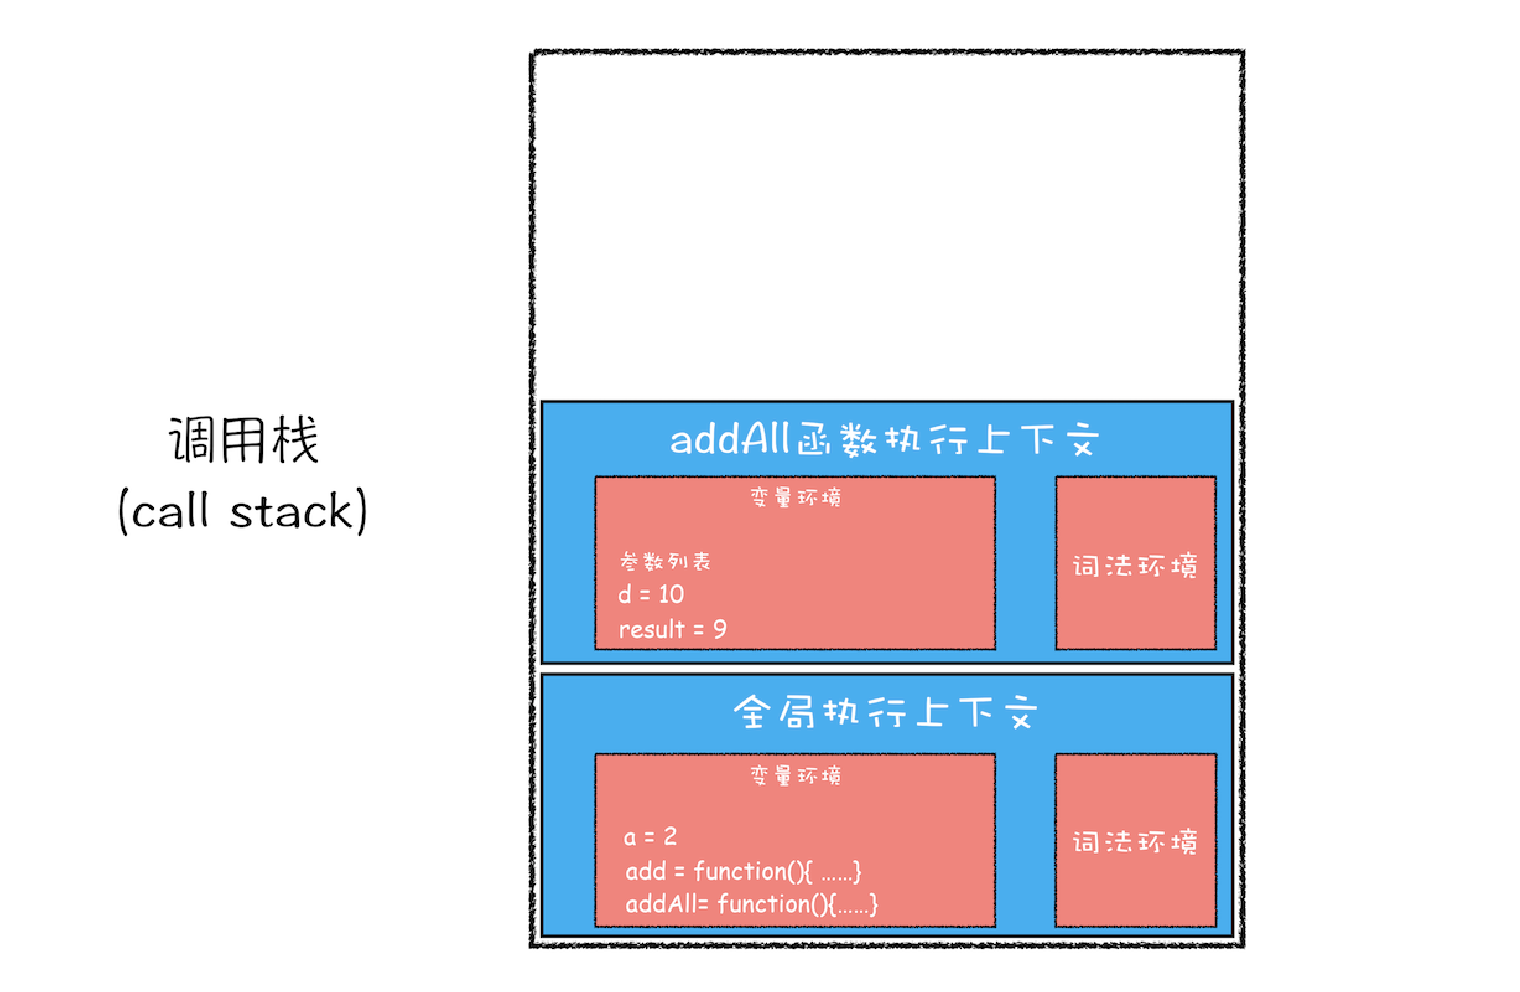 调用栈
(call stack)
addAll函数执行上下文
变量环境
参数列表
d = 10
result = 9
词法环境
全局执行上下文
变量环境
a = 2
add = function(){ ......}
addAll= function(){......}
词法环境